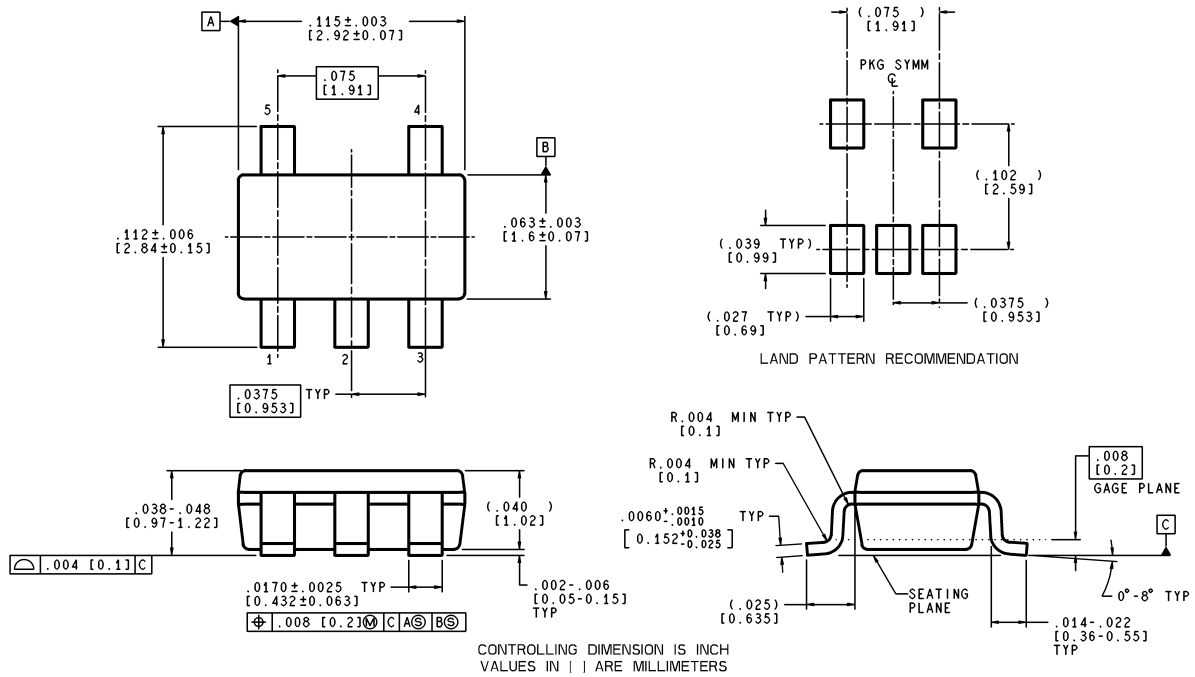 A
.115±.003
[2.92±0.07]
.075
[1.91]
5
4
B
.112±.006
[2.84±0.15]
.063±.003
[1.6±0.07]
1
2
3
.0375 TYP
[0.953]
(.075 )
[1.91]
PKG SYMM
℄
(.102 )
[2.59]
(.039 TYP)
[0.99]
(.027 TYP)
[0.69]
(.0375 )
[0.953]
LAND PATTERN RECOMMENDATION
.038-.048
[0.97-1.22]
(.040 )
[1.02]
⌓ .004 [0.1] C
.0170±.0025 TYP
[0.432±0.063]
⌖ .008 [0.2]Ⓜ C AⓈ BⓈ
.002-.006
[0.05-0.15]
TYP
R.004 MIN TYP
[0.1]
R.004 MIN TYP
[0.1]
.0060+.0015-.0010 TYP
[0.152+0.038-0.025]
.008
[0.2]
GAGE PLANE
C
(.025)
[0.635]
SEATING
PLANE
0°-8° TYP
.014-.022
[0.36-0.55]
TYP
CONTROLLING DIMENSION IS INCH
VALUES IN [ ] ARE MILLIMETERS